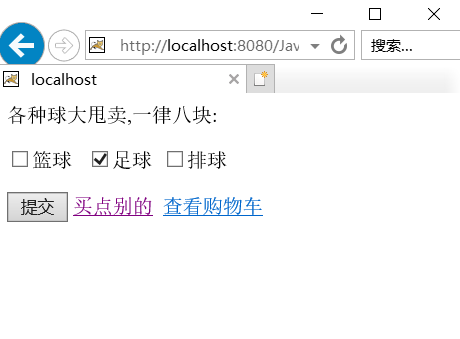 http://localhost:8080/Jav
搜索...
localhost
各种球大甩卖,一律八块:
篮球 足球 排球
提交 买点别的 查看购物车